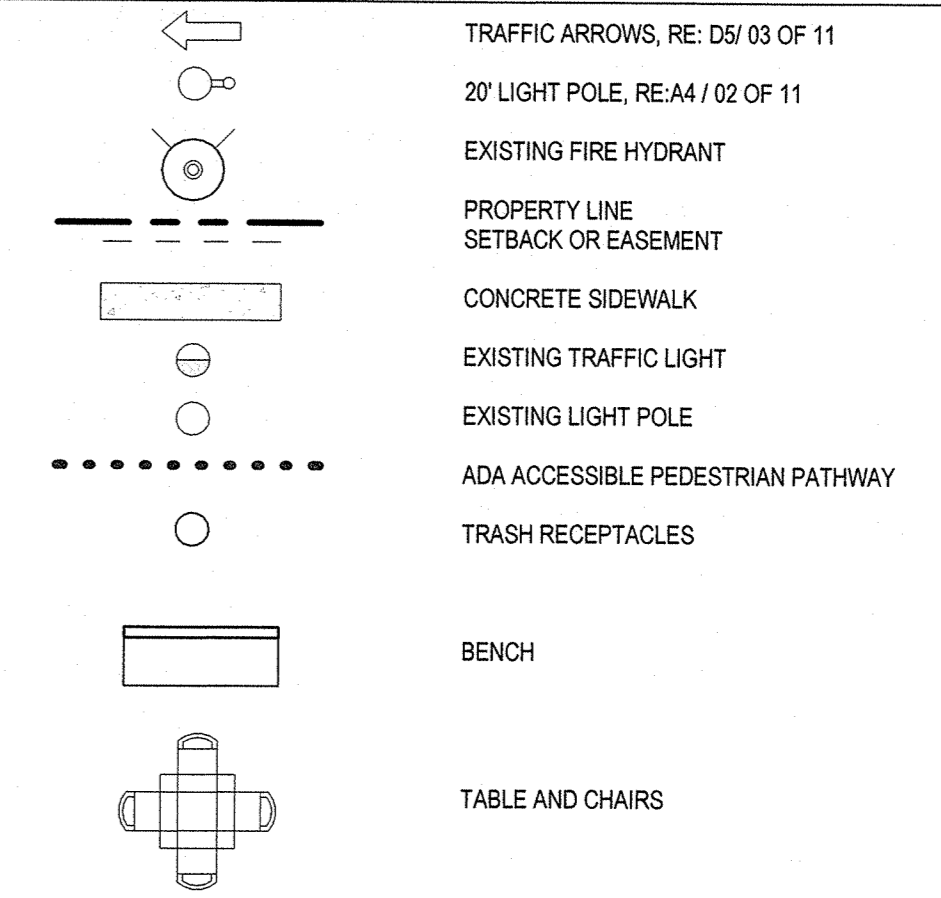 TRAFFIC ARROWS, RE: D5/ 03 OF 11
20' LIGHT POLE, RE:A4 / 02 OF 11
EXISTING FIRE HYDRANT
PROPERTY LINE
SETBACK OR EASEMENT
CONCRETE SIDEWALK
EXISTING TRAFFIC LIGHT
EXISTING LIGHT POLE
ADA ACCESSIBLE PEDESTRIAN PATHWAY
TRASH RECEPTACLES
BENCH
TABLE AND CHAIRS